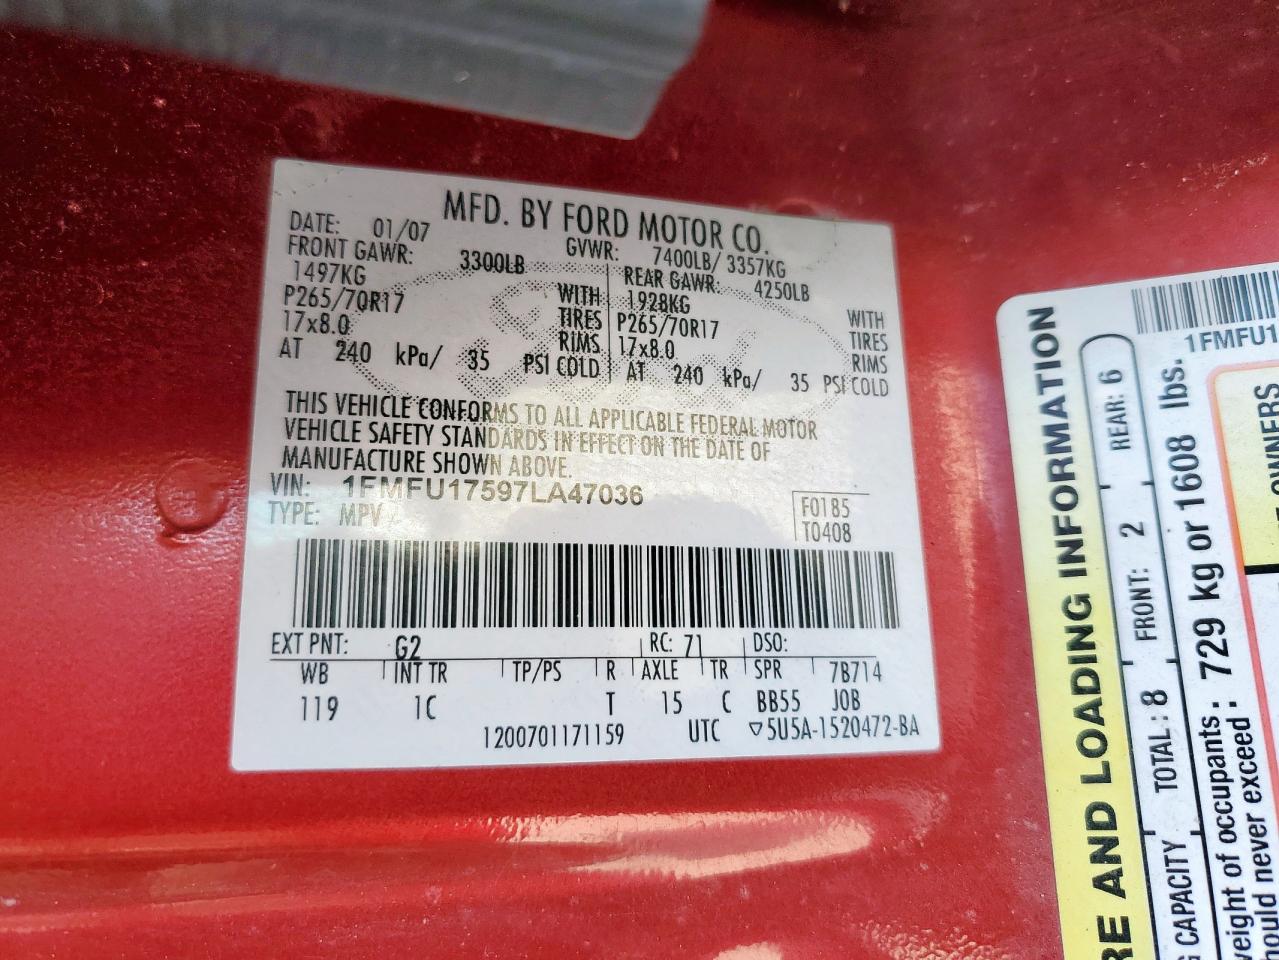 MFD. BY FORD MOTOR CO.
DATE: 01/07 GVWR: 7400LB/ 3357KG
FRONT GAWR: 3300LB REAR GAWR: 4250LB
1497KG WITH 1928KG WITH
P265/70R17 TIRES P265/70R17 TIRES
17x8.0 RIMS 17x8.0 RIMS
AT 240 kPa/ 35 PSI COLD AT 240 kPa/ 35 PSI COLD
THIS VEHICLE CONFORMS TO ALL APPLICABLE FEDERAL MOTOR
VEHICLE SAFETY STANDARDS IN EFFECT ON THE DATE OF
MANUFACTURE SHOWN ABOVE.
VIN: 1FMFU17597LA47036
TYPE: MPV
F0185
T0408
EXT PNT: G2 RC: 71 DSO:
WB INT TR TP/PS R AXLE TR SPR 7B714
119 1C T 15 C BB55 JOB
1200701171159 UTC ▽5U5A-1520472-BA
AND LOADING INFORMATION
CAPACITY TOTAL: 8 FRONT: 2 REAR: 6
of occupants: 729 kg or 1608 lbs.
never exceed:
1FMFU1
OWNERS